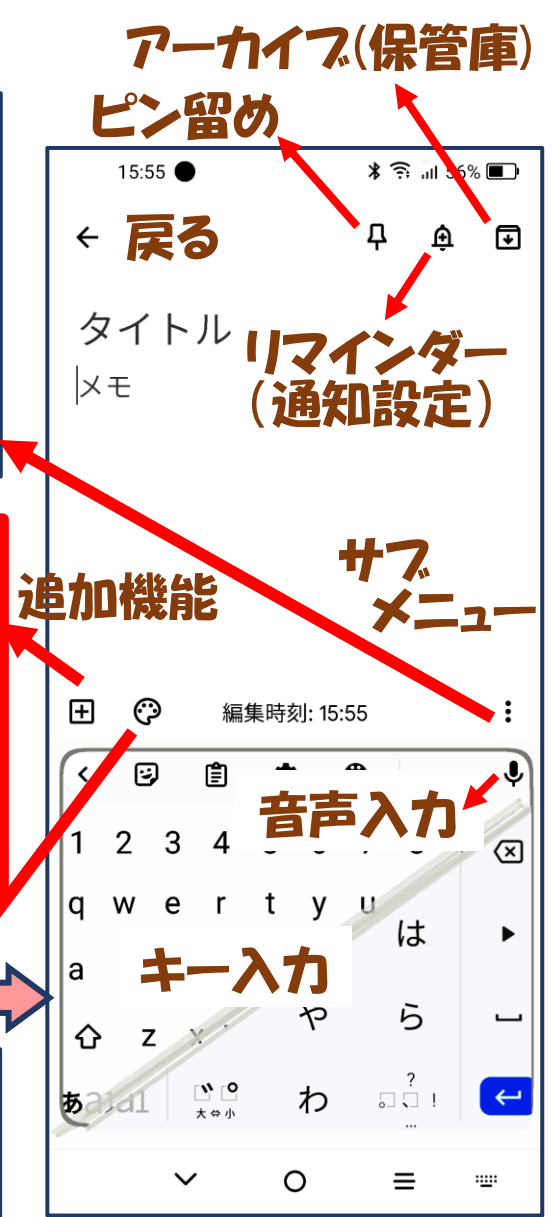 アーカイブ(保管庫)
ピン留め
15:55 56%
戻る
タイトル
リマインダー
メモ
(通知設定)
サブ
メニュー
追加機能
編集時刻: 15:55
音声入力
1 2 3 4
q w e r t y u
は
a
キー入力
z x
や ら
あ a1
大⇔小
わ
? ! ...